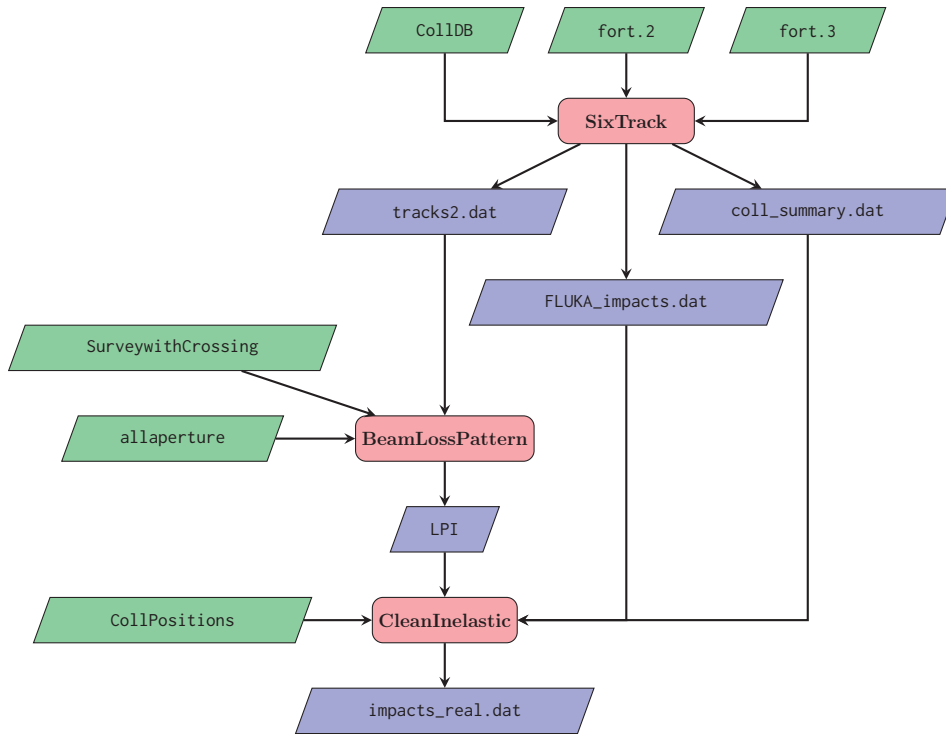 CollDB
fort.2
fort.3
SixTrack
tracks2.dat
coll_summary.dat
FLUKA_impacts.dat
SurveywithCrossing
allaperture
BeamLossPattern
LPI
CollPositions
CleanInelastic
impacts_real.dat